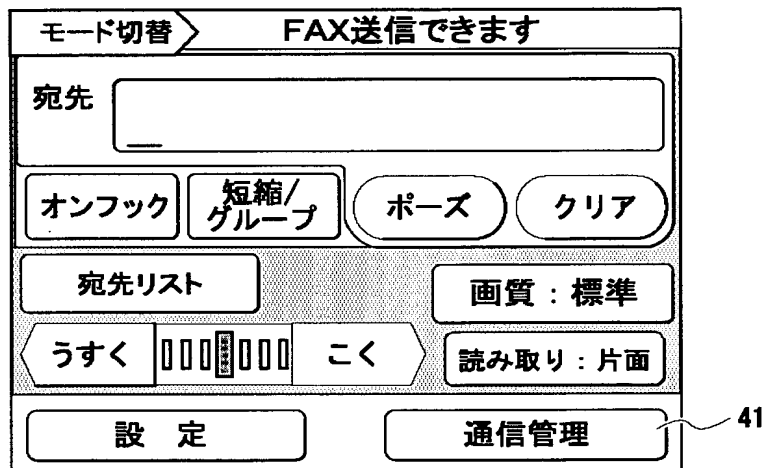 モード切替 FAX送信できます
宛先
オンフック 短縮/グループ ポーズ クリア
宛先リスト 画質：標準
うすく こく 読み取り：片面
設 定 通信管理 41